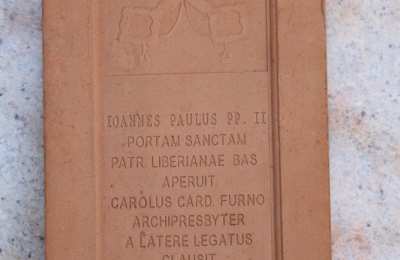 IOANNES PAULUS PP. II
PORTAM SANCTAM
PATR. LIBERIANAE BAS
APERUIT
CAROLUS CARD. FURNO
ARCHIPRESBYTER
A LATERE LEGATUS
CLAUSIT